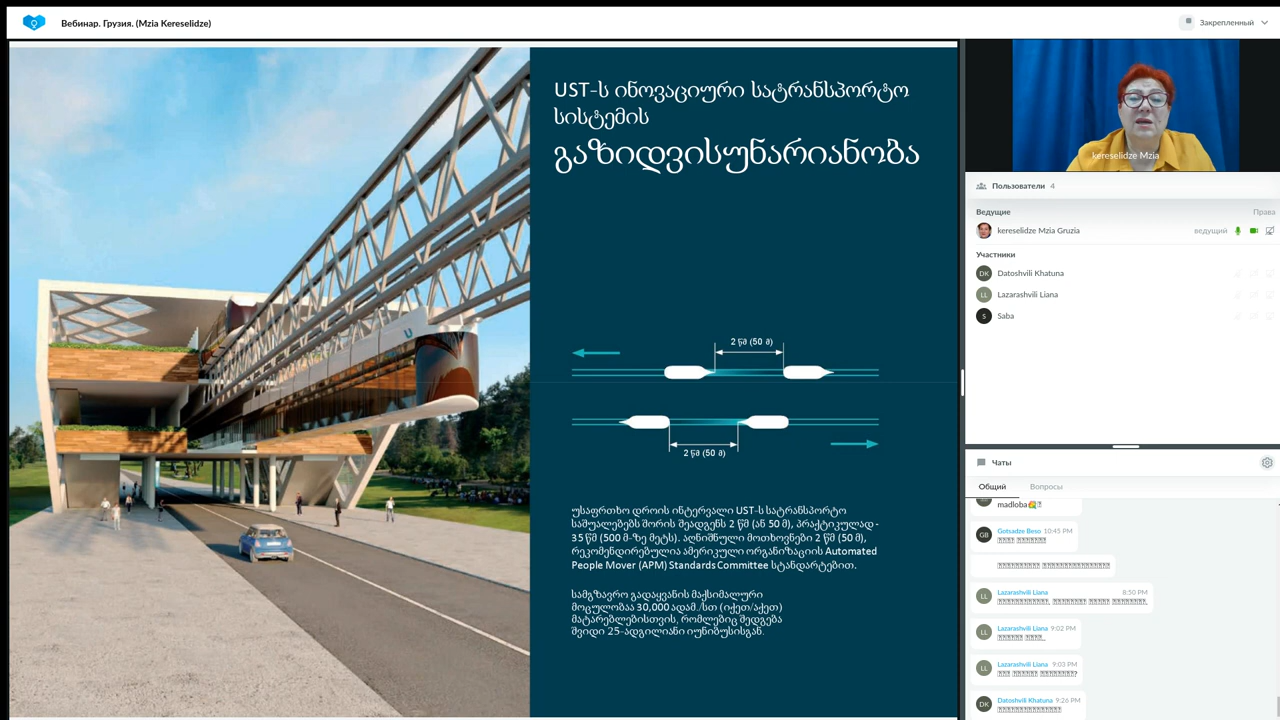 Вебинар. Грузия. (Mzia Kereselidze)
Закрепленный
UST-ს ინოვაციური სატრანსპორტო
სისტემის
გაზიდვისუნარიანობა
2 წმ (50 მ)
2 წმ (50 მ)
უსაფრთხო დროის ინტერვალი UST-ს სატრანსპორტო
საშუალებებს შორის შეადგენს 2 წმ (ან 50 მ), პრაქტიკულად -
35 წმ (500 მ-ზე მეტს). აღნიშნული მოთხოვნები 2 წმ (50 მ),
რეკომენდირებულია ამერიკული ორგანიზაციის Automated
People Mover (APM) Standards Committee სტანდარტებით.
სამგზავრო გადაყვანის მაქსიმალური
მოცულობაა 30,000 ადამ./სთ (იქეთ/აქეთ)
მატარებლებისთვის, რომლებიც შედგება
შვიდი 25-ადგილიანი იუნიბუსისგან.
kereselidze Mzia
Пользователи 4
Ведущие Права
kereselidze Mzia Gruzia ведущий
Участники
DK Datoshvili Khatuna
LL Lazarashvili Liana
S Saba
Чаты
Общий Вопросы
madloba
GB Gotsadze Beso 10:45 PM
LL Lazarashvili Liana 8:50 PM
LL Lazarashvili Liana 9:02 PM
LL Lazarashvili Liana 9:03 PM
DK Datoshvili Khatuna 9:26 PM